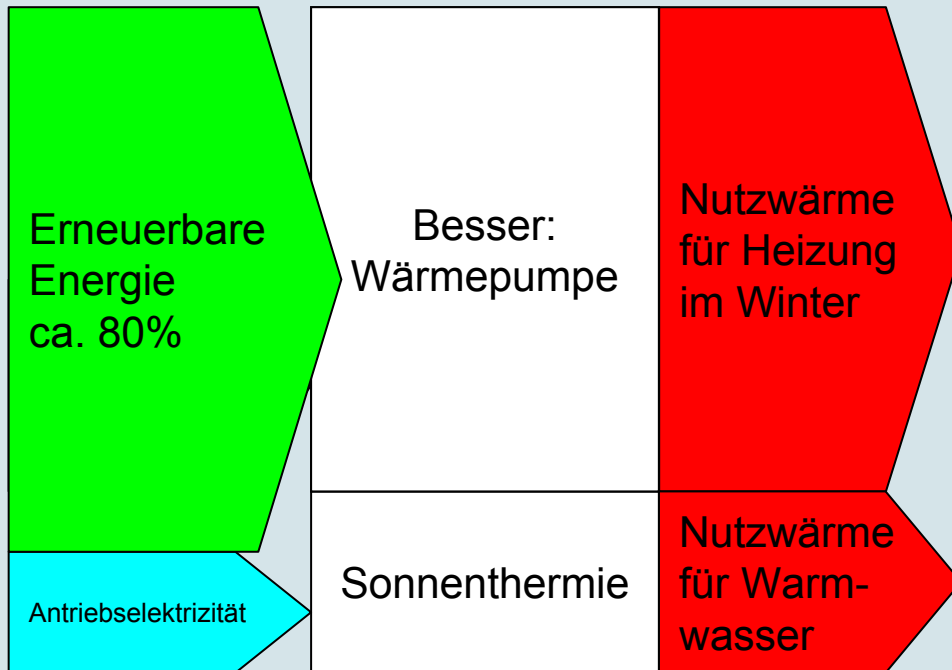 Erneuerbare
Energie
ca. 80%
Antriebselektrizität
Besser:
Wärmepumpe
Sonnenthermie
Nutzwärme
für Heizung
im Winter
Nutzwärme
für Warm-
wasser